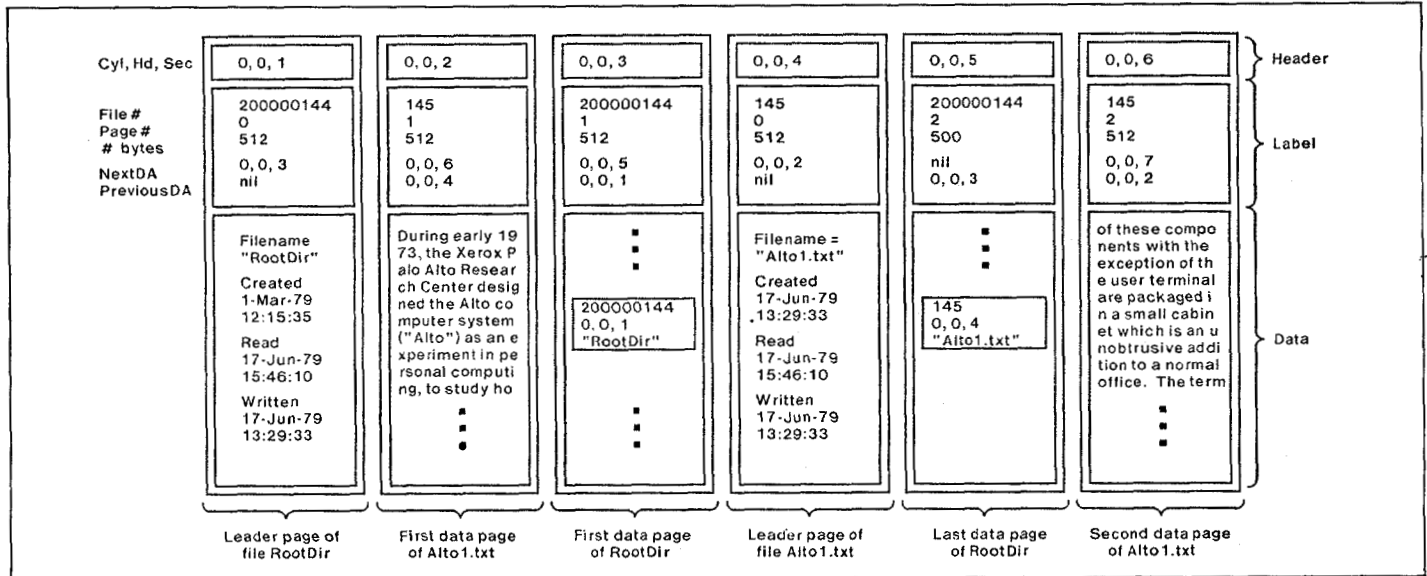 Cyl, Hd, Sec
0, 0, 1
0, 0, 2
0, 0, 3
0, 0, 4
0, 0, 5
0, 0, 6
Header
File #
Page #
# bytes
NextDA
PreviousDA
200000144
0
512
0, 0, 3
nil
145
1
512
0, 0, 6
0, 0, 4
200000144
1
512
0, 0, 5
0, 0, 1
145
0
512
0, 0, 2
nil
200000144
2
500
nil
0, 0, 3
145
2
512
0, 0, 7
0, 0, 2
Label
Filename
"RootDir"
Created
1-Mar-79
12:15:35
Read
17-Jun-79
15:46:10
Written
17-Jun-79
13:29:33
During early 19
73, the Xerox P
alo Alto Resear
ch Center desig
ned the Alto co
mputer system
("Alto") as an e
xperiment in pe
rsonal computi
ng, to study ho
200000144
0, 0, 1
"RootDir"
Filename =
"Alto1.txt"
Created
17-Jun-79
13:29:33
Read
17-Jun-79
15:46:10
Written
17-Jun-79
13:29:33
145
0, 0, 4
"Alto1.txt"
of these compo
nents with the
exception of th
e user terminal
are packaged i
n a small cabin
et which is an u
nobtrusive addi
tion to a normal
office. The term
Data
Leader page of
file RootDir
First data page
of Alto1.txt
First data page
of RootDir
Leader page of
file Alto1.txt
Last data page
of RootDir
Second data page
of Alto1.txt